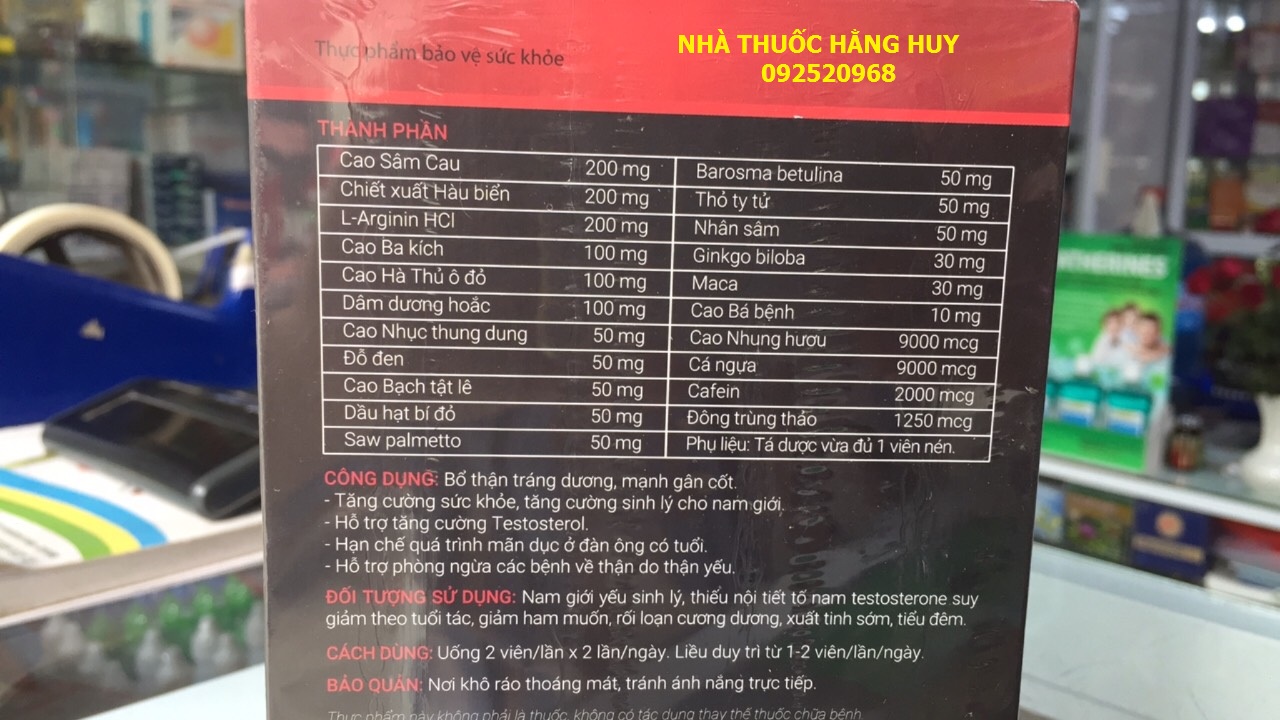 NHÀ THUỐC HẰNG HUY
092520968
Thực phẩm bảo vệ sức khỏe
THÀNH PHẦN
Cao Sâm Cau 200 mg Barosma betulina 50 mg
Chiết xuất Hàu biển 200 mg Thỏ ty tử 50 mg
L-Arginin HCl 200 mg Nhân sâm 50 mg
Cao Ba kích 100 mg Ginkgo biloba 30 mg
Cao Hà Thủ ô đỏ 100 mg Maca 30 mg
Dâm dương hoắc 100 mg Cao Bá bệnh 10 mg
Cao Nhục thung dung 50 mg Cao Nhung hươu 9000 mcg
Đỗ đen 50 mg Cá ngựa 9000 mcg
Cao Bạch tật lê 50 mg Cafein 2000 mcg
Dầu hạt bí đỏ 50 mg Đông trùng thảo 1250 mcg
Saw palmetto 50 mg Phụ liệu: Tá dược vừa đủ 1 viên nén.
CÔNG DỤNG: Bổ thận tráng dương, mạnh gân cốt.
- Tăng cường sức khỏe, tăng cường sinh lý cho nam giới.
- Hỗ trợ tăng cường Testosterol.
- Hạn chế quá trình mãn dục ở đàn ông có tuổi.
- Hỗ trợ phòng ngừa các bệnh về thận do thận yếu.
ĐỐI TƯỢNG SỬ DỤNG: Nam giới yếu sinh lý, thiếu nội tiết tố nam testosterone suy
giảm theo tuổi tác, giảm ham muốn, rối loạn cương dương, xuất tinh sớm, tiểu đêm.
CÁCH DÙNG: Uống 2 viên/lần x 2 lần/ngày. Liều duy trì từ 1-2 viên/lần/ngày.
BẢO QUẢN: Nơi khô ráo thoáng mát, tránh ánh nắng trực tiếp.
Thực phẩm này không phải là thuốc, không có tác dụng thay thế thuốc chữa bệnh